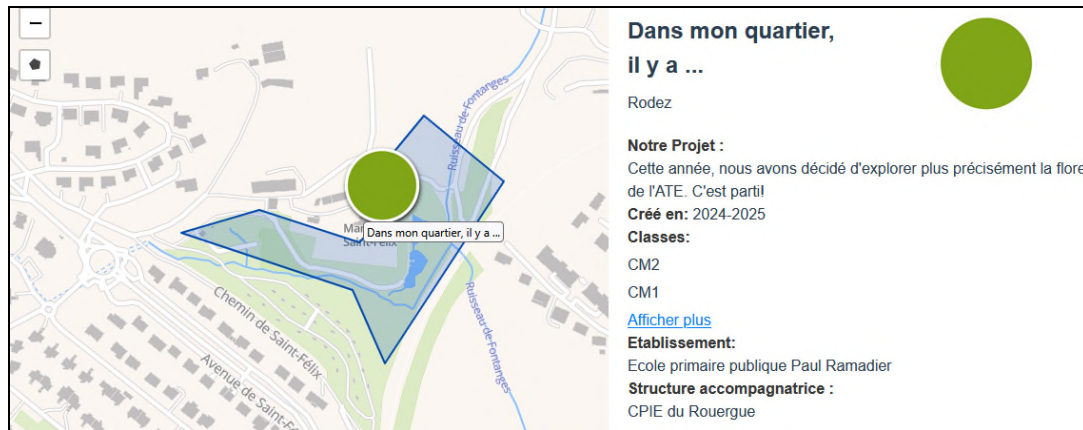 Ruisseau de Fontanges
Saint-Félix
Dans mon quartier, il y a ...
Chemin de Saint-Félix
Avenue de Saint-F
Ruisseau de Fontanges
Dans mon quartier,
il y a ...
Rodez
Notre Projet :
Cette année, nous avons décidé d'explorer plus précisément la flore
de l'ATE. C'est parti!
Créé en: 2024-2025
Classes:
CM2
CM1
Afficher plus
Etablissement:
Ecole primaire publique Paul Ramadier
Structure accompagnatrice :
CPIE du Rouergue